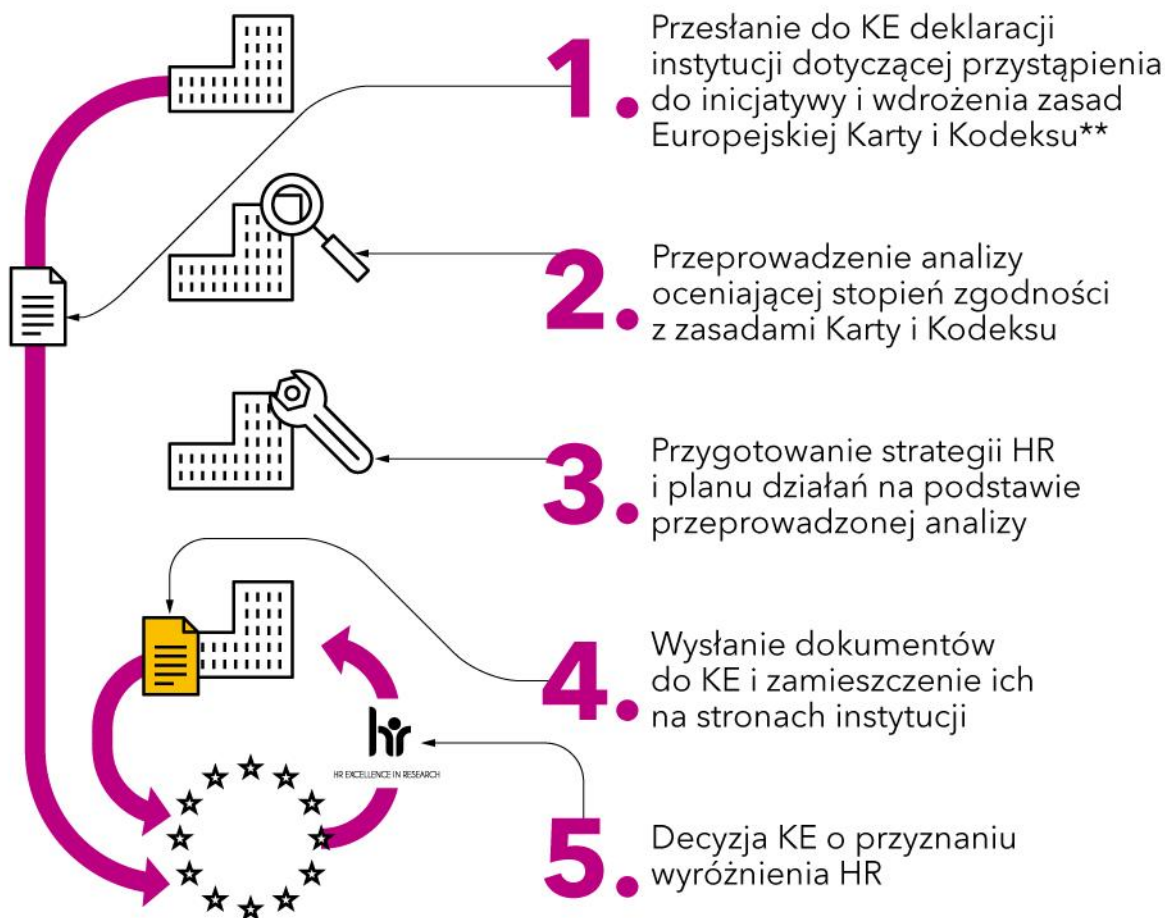 1.
Przesłanie do KE deklaracji
instytucji dotyczącej przystąpienia
do inicjatywy i wdrożenia zasad
Europejskiej Karty i Kodeksu**
2.
Przeprowadzenie analizy
oceniającej stopień zgodności
z zasadami Karty i Kodeksu
3.
Przygotowanie strategii HR
i planu działań na podstawie
przeprowadzonej analizy
4.
Wysłanie dokumentów
do KE i zamieszczenie ich
na stronach instytucji
hr
HR EXCELLENCE IN RESEARCH
5.
Decyzja KE o przyznaniu
wyróżnienia HR